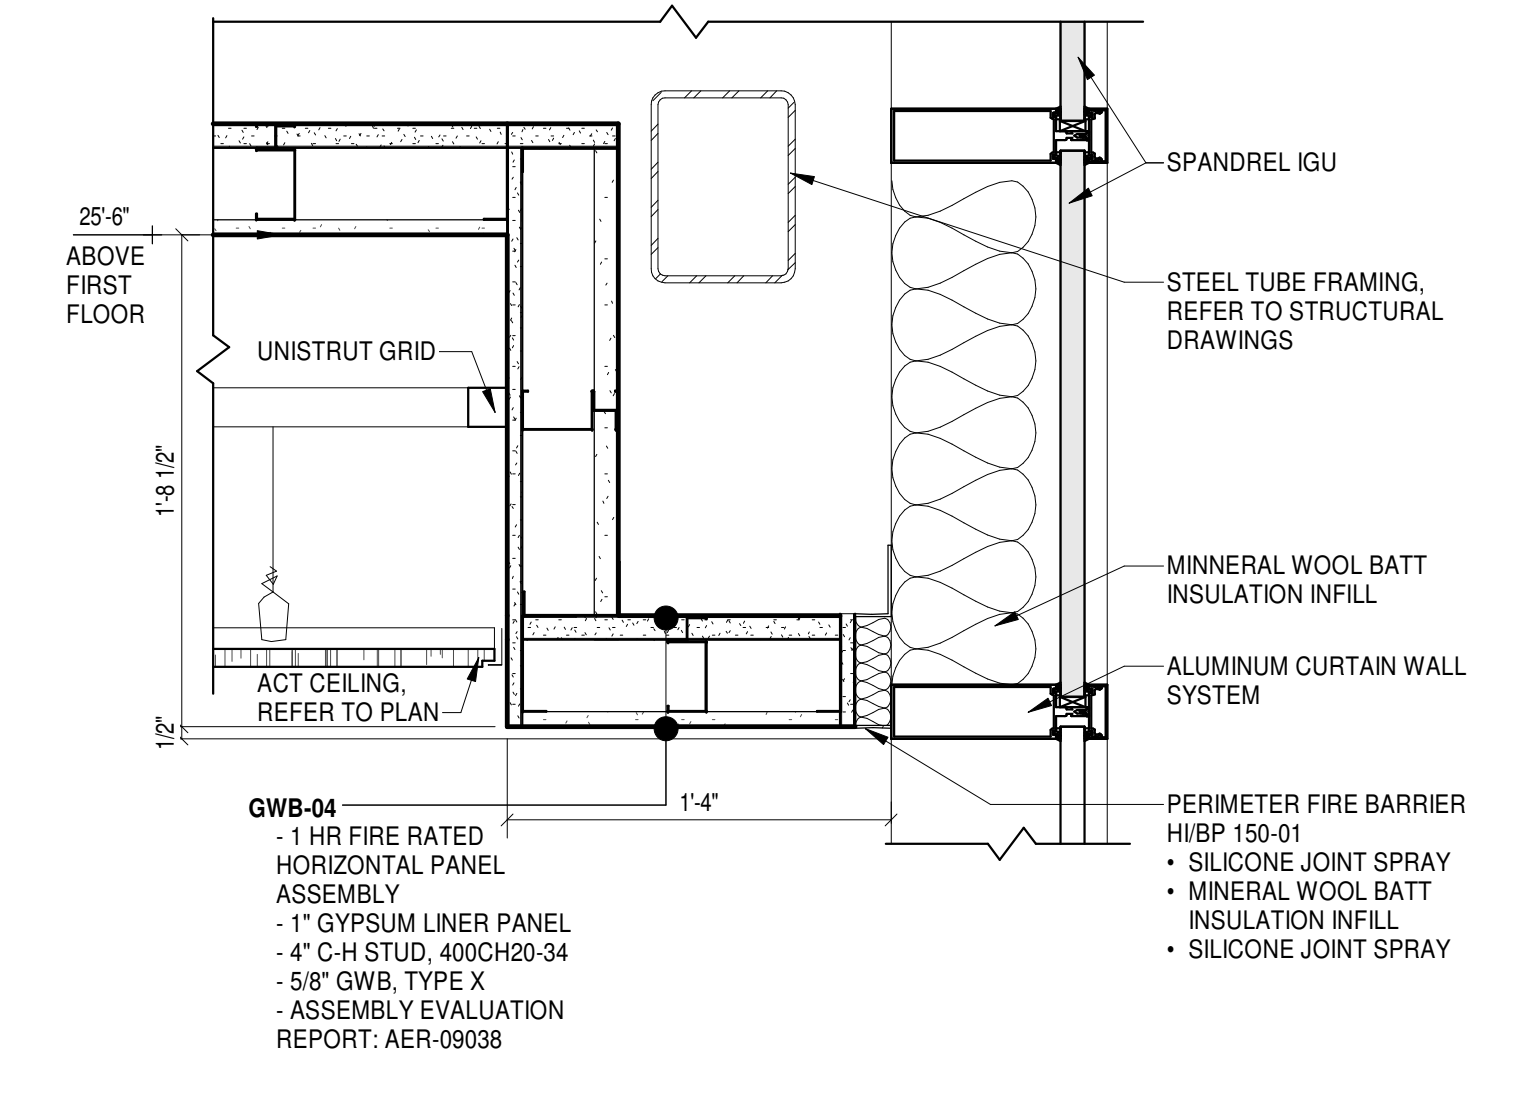 SPANDREL IGU
25'-6"
ABOVE
FIRST
FLOOR
STEEL TUBE FRAMING,
REFER TO STRUCTURAL
DRAWINGS
UNISTRUT GRID
1'-8 1/2"
MINNERAL WOOL BATT
INSULATION INFILL
ACT CEILING,
REFER TO PLAN
ALUMINUM CURTAIN WALL
SYSTEM
1/2"
1'-4"
GWB-04
- 1 HR FIRE RATED
HORIZONTAL PANEL
ASSEMBLY
- 1" GYPSUM LINER PANEL
- 4" C-H STUD, 400CH20-34
- 5/8" GWB, TYPE X
- ASSEMBLY EVALUATION
REPORT: AER-09038
PERIMETER FIRE BARRIER
HI/BP 150-01
• SILICONE JOINT SPRAY
• MINERAL WOOL BATT
INSULATION INFILL
• SILICONE JOINT SPRAY